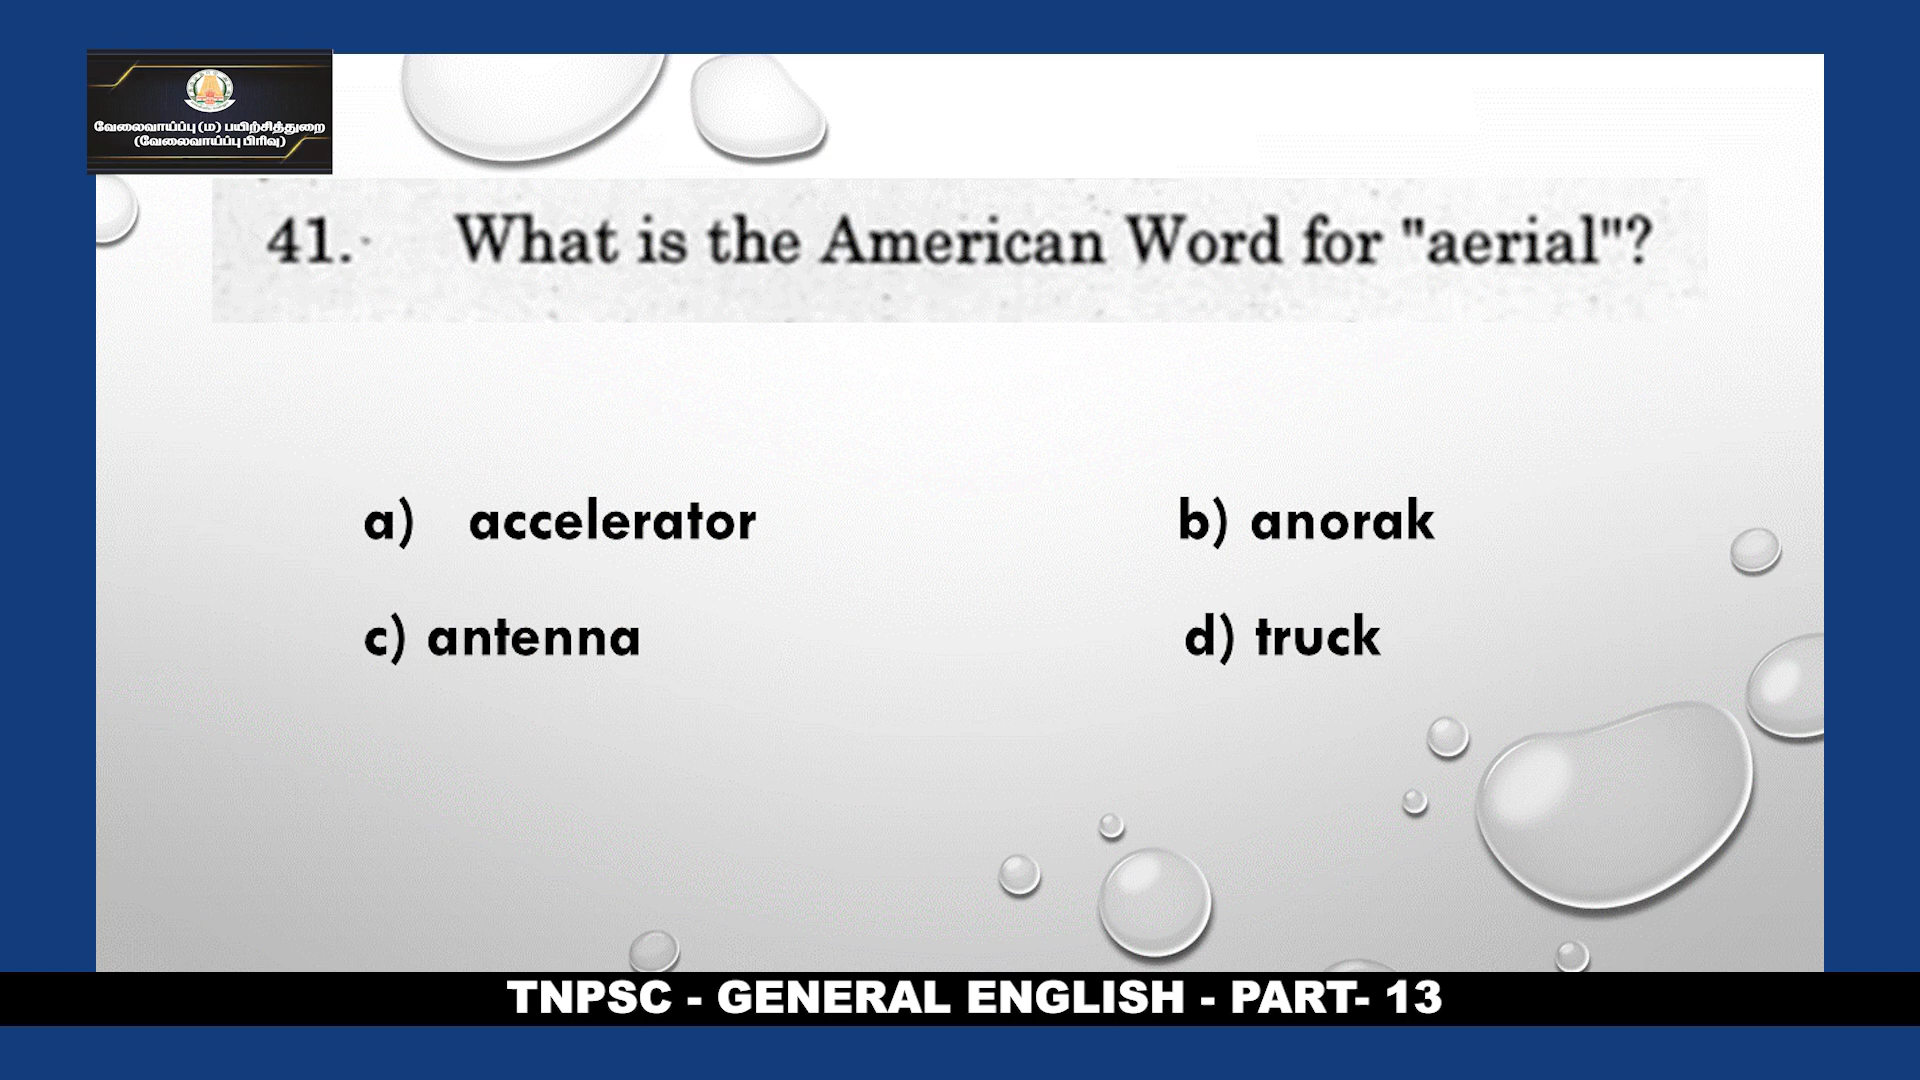 வேலைவாய்ப்பு (ம) பயிற்சித்துறை
(வேலைவாய்ப்பு பிரிவு)
41. What is the American Word for "aerial"?
a) accelerator b) anorak
c) antenna d) truck
TNPSC - GENERAL ENGLISH - PART- 13